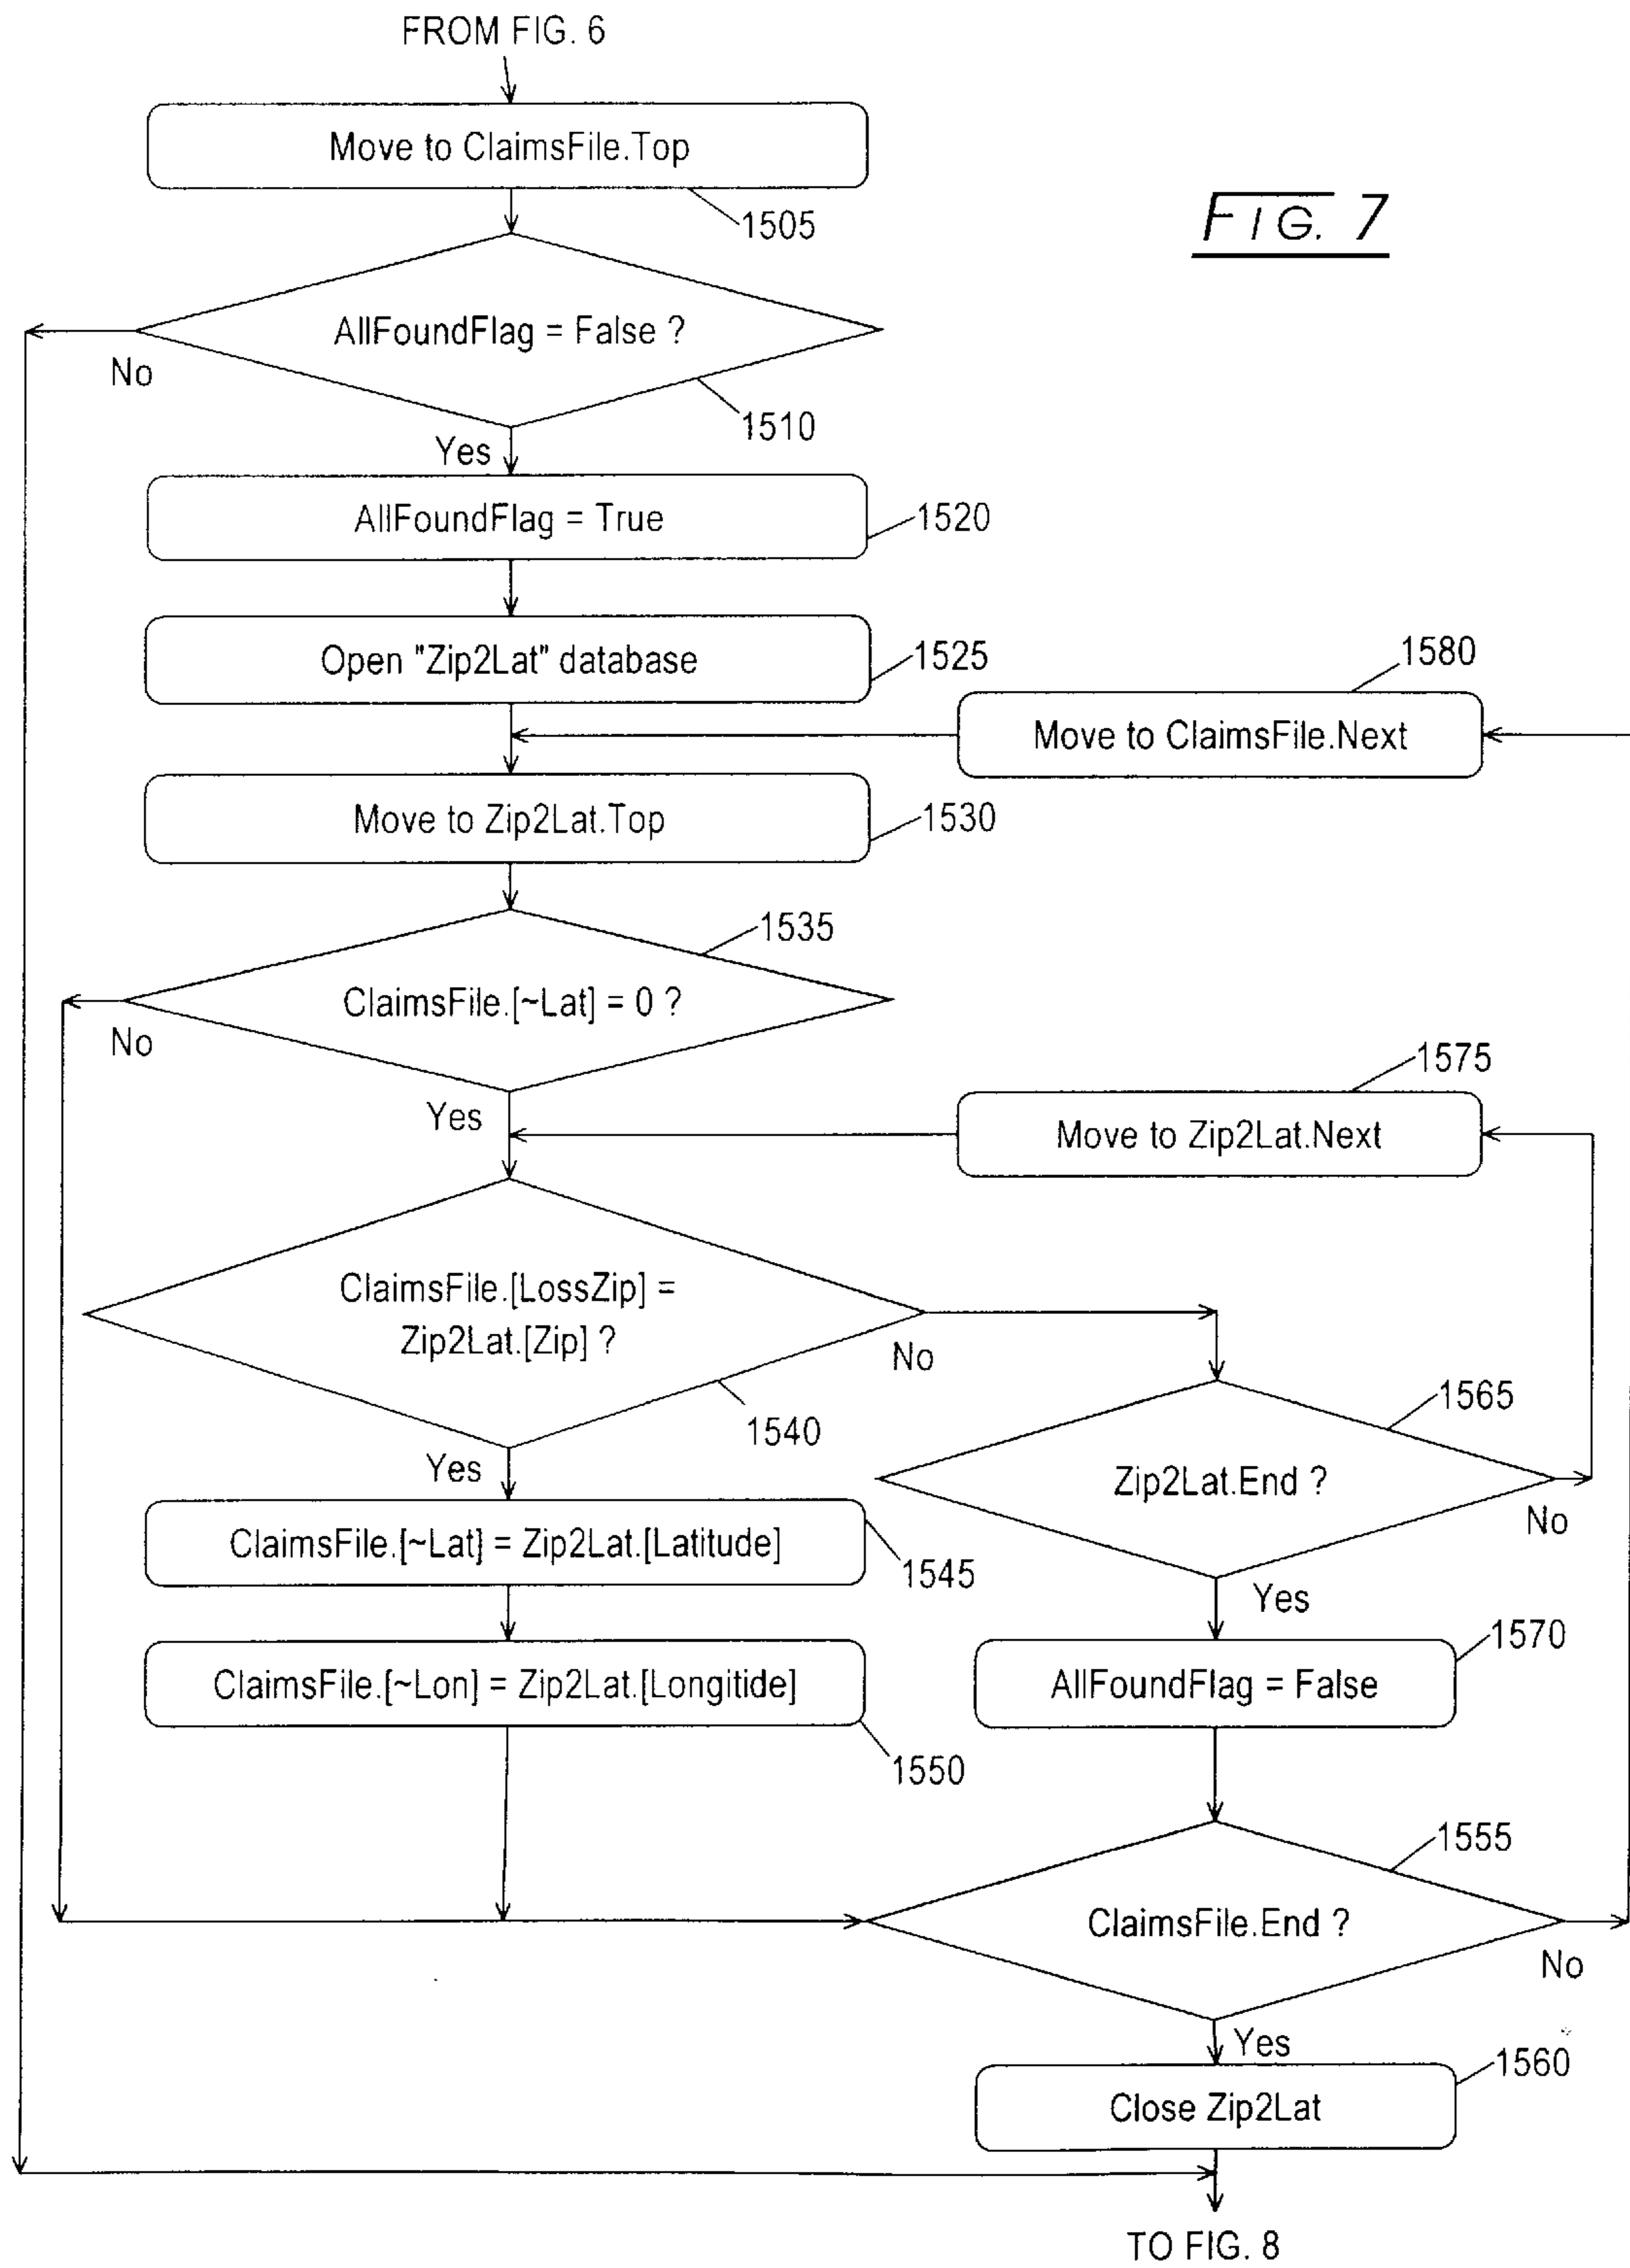 FROM FIG. 6
Move to ClaimsFile.Top
1505
FIG. 7
AllFoundFlag = False ?
No
1510
Yes
AllFoundFlag = True
1520
Open "Zip2Lat" database
1525
1580
Move to ClaimsFile.Next
Move to Zip2Lat.Top
1530
1535
ClaimsFile.[~Lat] = 0 ?
No
1575
Yes
Move to Zip2Lat.Next
ClaimsFile.[LossZip] =
Zip2Lat.[Zip] ?
No
1565
1540
Yes
Zip2Lat.End ?
No
ClaimsFile.[~Lat] = Zip2Lat.[Latitude]
1545
Yes
1570
ClaimsFile.[~Lon] = Zip2Lat.[Longitide]
AllFoundFlag = False
1550
1555
ClaimsFile.End ?
No
Yes
1560
Close Zip2Lat
TO FIG. 8